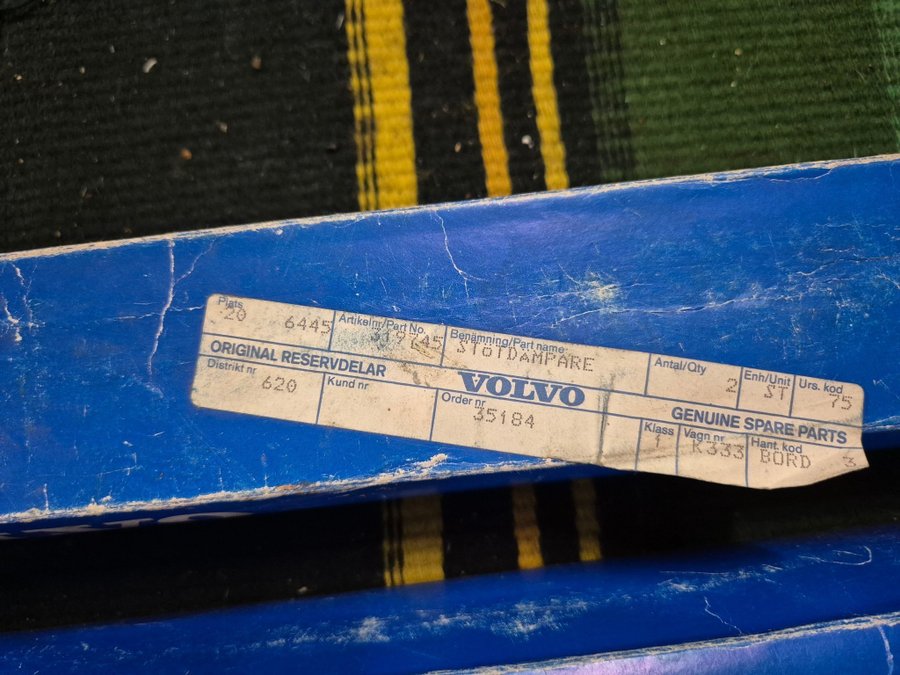 Plats Artikelnr/Part No. Benämning/Part name Antal/Qty Enh/Unit Urs. kod
20 6445 STÖTDÄMPARE 2 ST 75
ORIGINAL RESERVDELAR VOLVO GENUINE SPARE PARTS
Distrikt nr Kund nr Order nr Klass Vagn nr Hant. kod
620 35184 1 K333 BORD 3